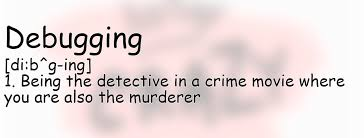 Debugging
[di:b^g-ing]
1. Being the detective in a crime movie where
you are also the murderer